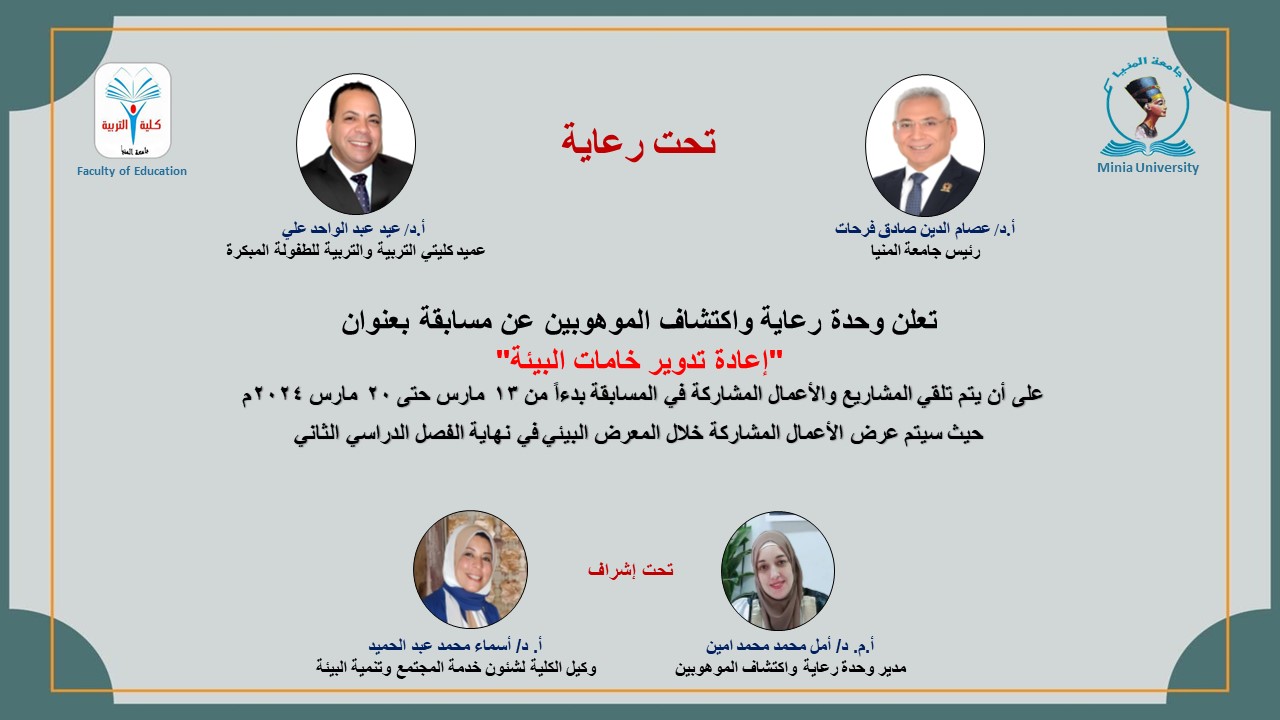 جامعة المنيا
Minia University
كلية التربية
جامعة المنيا
Faculty of Education
تحت رعاية
أ.د/ عصام الدين صادق فرحات
رئيس جامعة المنيا
أ.د/ عيد عبد الواحد علي
عميد كليتي التربية والتربية للطفولة المبكرة
تعلن وحدة رعاية واكتشاف الموهوبين عن مسابقة بعنوان
"إعادة تدوير خامات البيئة"
على أن يتم تلقي المشاريع والأعمال المشاركة في المسابقة بدءاً من ١٣ مارس حتى ٢٠ مارس ٢٠٢٤م
حيث سيتم عرض الأعمال المشاركة خلال المعرض البيئي في نهاية الفصل الدراسي الثاني
تحت إشراف
أ.م. د/ أمل محمد محمد امين
مدير وحدة رعاية واكتشاف الموهوبين
أ. د/ أسماء محمد عبد الحميد
وكيل الكلية لشئون خدمة المجتمع وتنمية البيئة